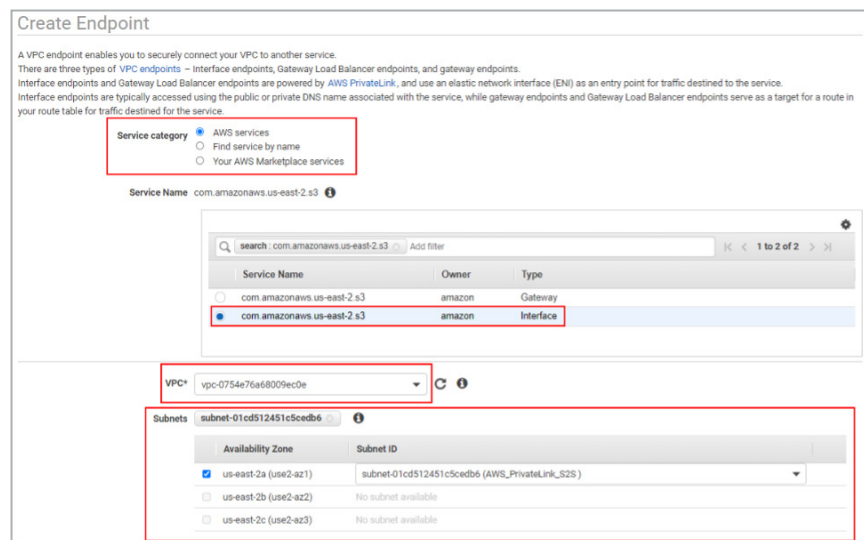 Create Endpoint
A VPC endpoint enables you to securely connect your VPC to another service.
There are three types of VPC endpoints – Interface endpoints, Gateway Load Balancer endpoints, and gateway endpoints.
Interface endpoints and Gateway Load Balancer endpoints are powered by AWS PrivateLink, and use an elastic network interface (ENI) as an entry point for traffic destined to the service.
Interface endpoints are typically accessed using the public or private DNS name associated with the service, while gateway endpoints and Gateway Load Balancer endpoints serve as a target for a route in
your route table for traffic destined for the service.
Service category AWS services
Find service by name
Your AWS Marketplace services
Service Name com.amazonaws.us-east-2.s3
search : com.amazonaws.us-east-2.s3 Add filter 1 to 2 of 2
Service Name Owner Type
com.amazonaws.us-east-2.s3 amazon Gateway
com.amazonaws.us-east-2.s3 amazon Interface
VPC* vpc-0754e76a68009ec0e
Subnets subnet-01cd512451c5cedb6
Availability Zone Subnet ID
us-east-2a (use2-az1) subnet-01cd512451c5cedb6 (AWS_PrivateLink_S2S )
us-east-2b (use2-az2) No subnet available
us-east-2c (use2-az3) No subnet available